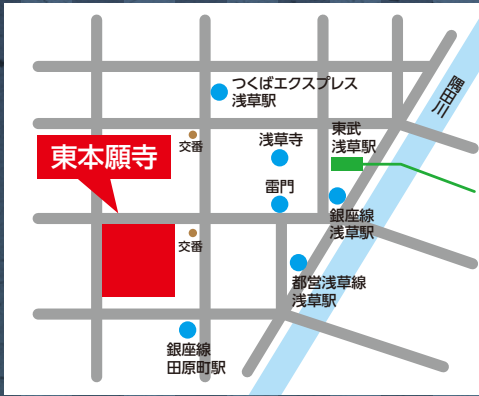 つくばエクスプレス
浅草駅
隅田川
交番
浅草寺
東武
浅草駅
東本願寺
雷門
銀座線
浅草駅
交番
都営浅草線
浅草駅
銀座線
田原町駅